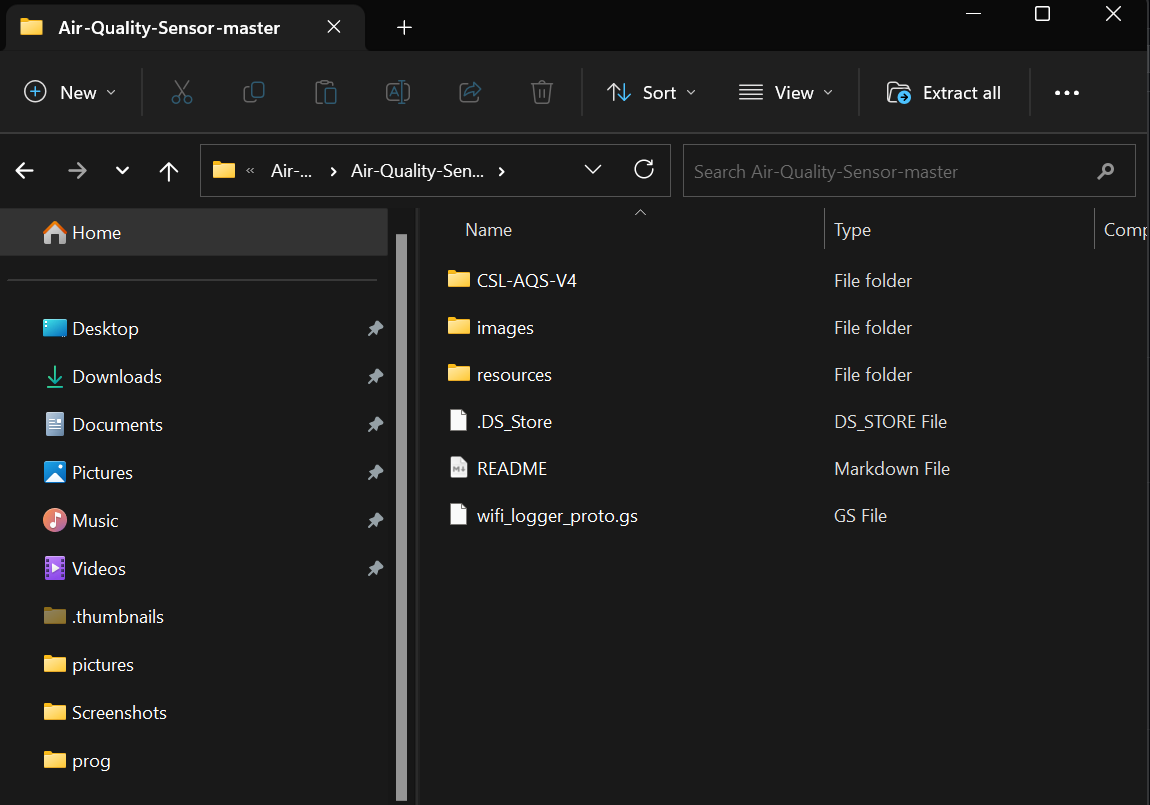 Air-Quality-Sensor-master
New
Sort
View
Extract all
« Air-... > Air-Quality-Sen... >
Search Air-Quality-Sensor-master
Home
Desktop
Downloads
Documents
Pictures
Music
Videos
.thumbnails
pictures
Screenshots
prog
Name Type Comp
CSL-AQS-V4 File folder
images File folder
resources File folder
.DS_Store DS_STORE File
README Markdown File
wifi_logger_proto.gs GS File